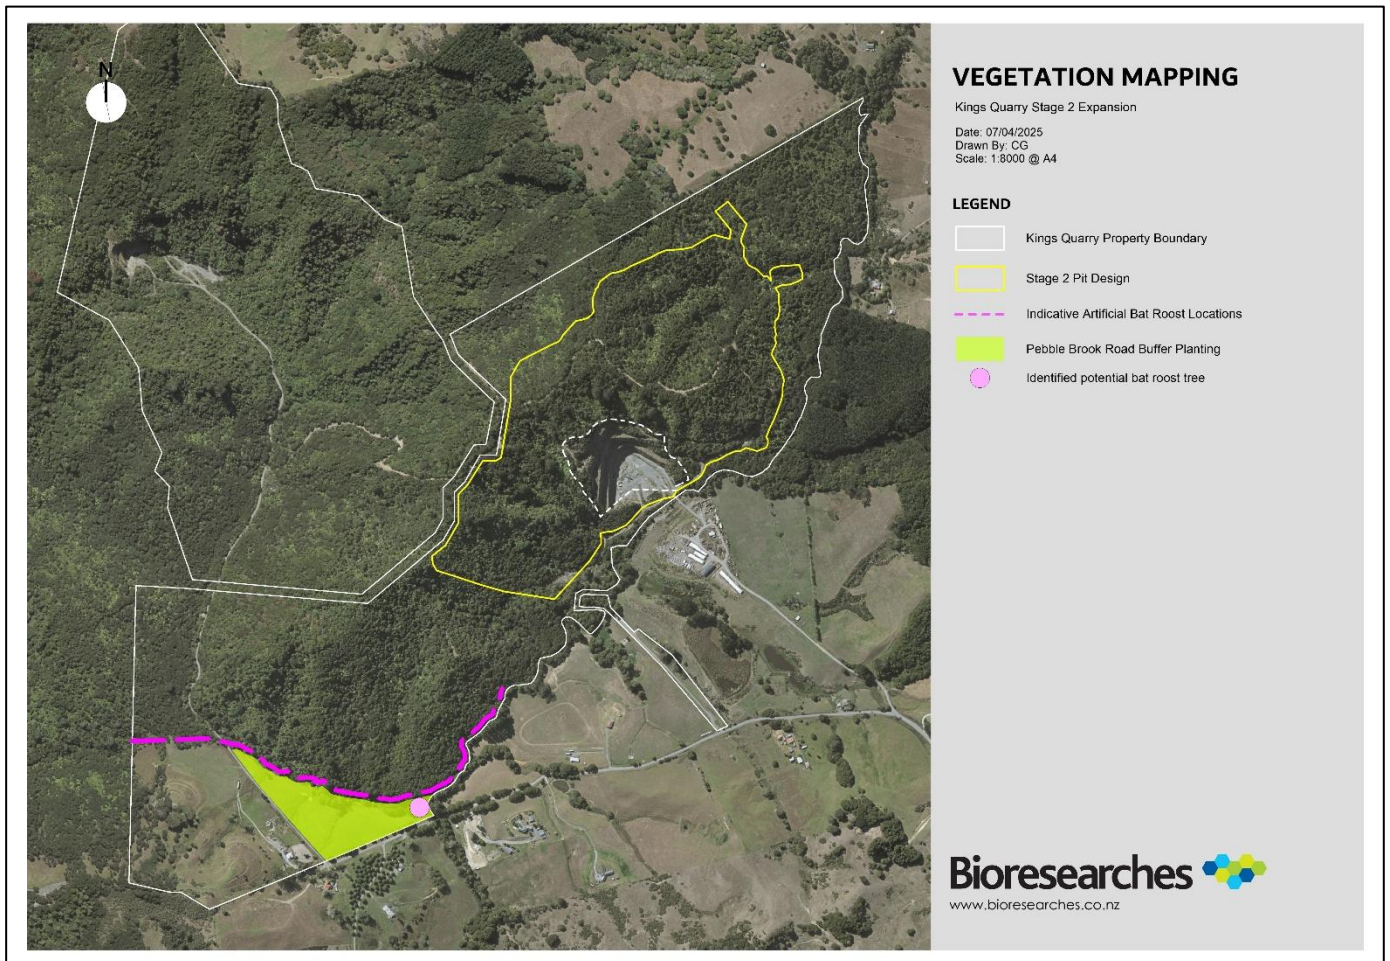 N
VEGETATION MAPPING
Kings Quarry Stage 2 Expansion
Date: 07/04/2025
Drawn By: CG
Scale: 1:8000 @ A4
LEGEND
Kings Quarry Property Boundary
Stage 2 Pit Design
Indicative Artificial Bat Roost Locations
Pebble Brook Road Buffer Planting
Identified potential bat roost tree
Bioresearches
www.bioresearches.co.nz